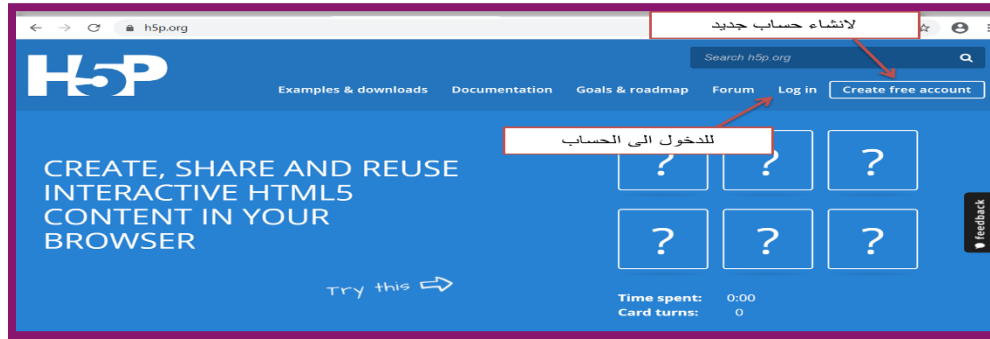 h5p.org
لانشاء حساب جديد
H5P
Search h5p.org
Examples & downloads Documentation Goals & roadmap Forum Log in Create free account
للدخول الى الحساب
CREATE, SHARE AND REUSE
INTERACTIVE HTML5
CONTENT IN YOUR
BROWSER
? ? ?
? ? ?
feedback
Try this
Time spent: 0:00
Card turns: 0